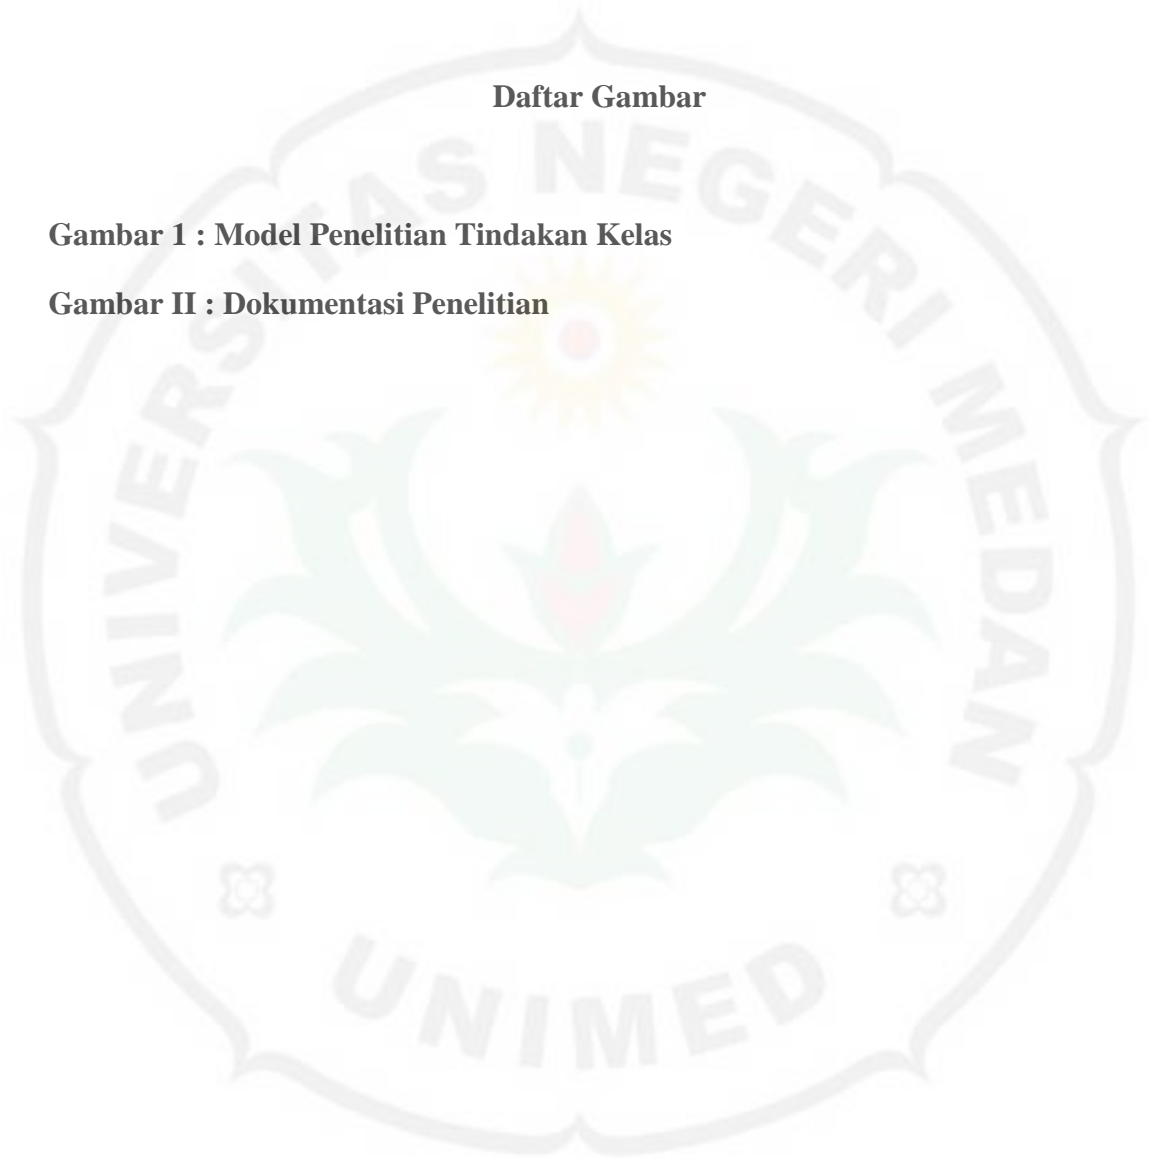 Daftar Gambar
Gambar 1 : Model Penelitian Tindakan Kelas
Gambar II : Dokumentasi Penelitian
UNIVERSITAS NEGERI MEDAN
UNIMED